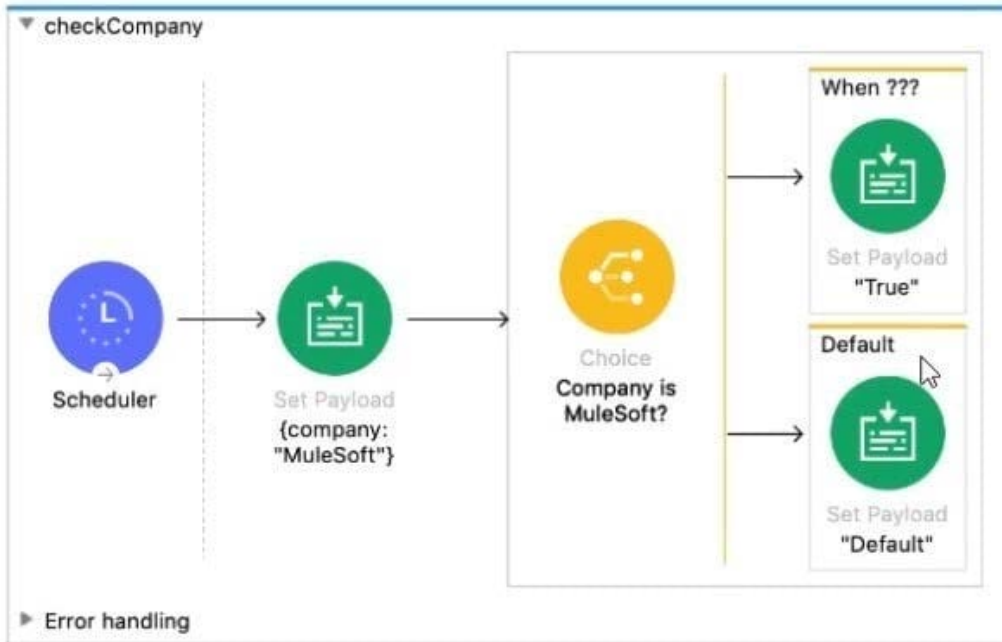 checkCompany
Scheduler
Set Payload
{company:
"MuleSoft"}
Choice
Company is
MuleSoft?
When ???
Set Payload
"True"
Default
Set Payload
"Default"
Error handling